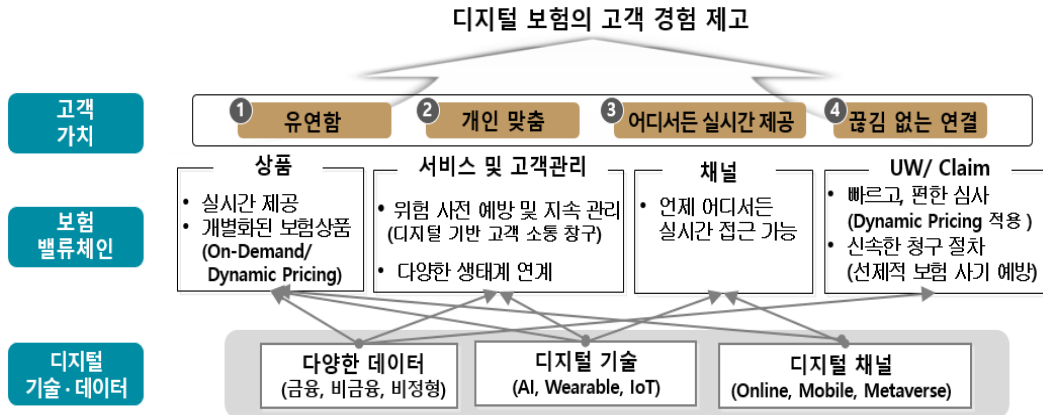 디지털 보험의 고객 경험 제고
고객
가치
1 유연함
2 개인 맞춤
3 어디서든 실시간 제공
4 끊김 없는 연결
보험
밸류체인
상품
• 실시간 제공
• 개별화된 보험상품
(On-Demand/
Dynamic Pricing)
서비스 및 고객관리
• 위험 사전 예방 및 지속 관리
(디지털 기반 고객 소통 창구)
• 다양한 생태계 연계
채널
• 언제 어디서든
실시간 접근 가능
UW/ Claim
• 빠르고, 편한 심사
(Dynamic Pricing 적용 )
• 신속한 청구 절차
(선제적 보험 사기 예방)
디지털
기술·데이터
다양한 데이터
(금융, 비금융, 비정형)
디지털 기술
(AI, Wearable, IoT)
디지털 채널
(Online, Mobile, Metaverse)